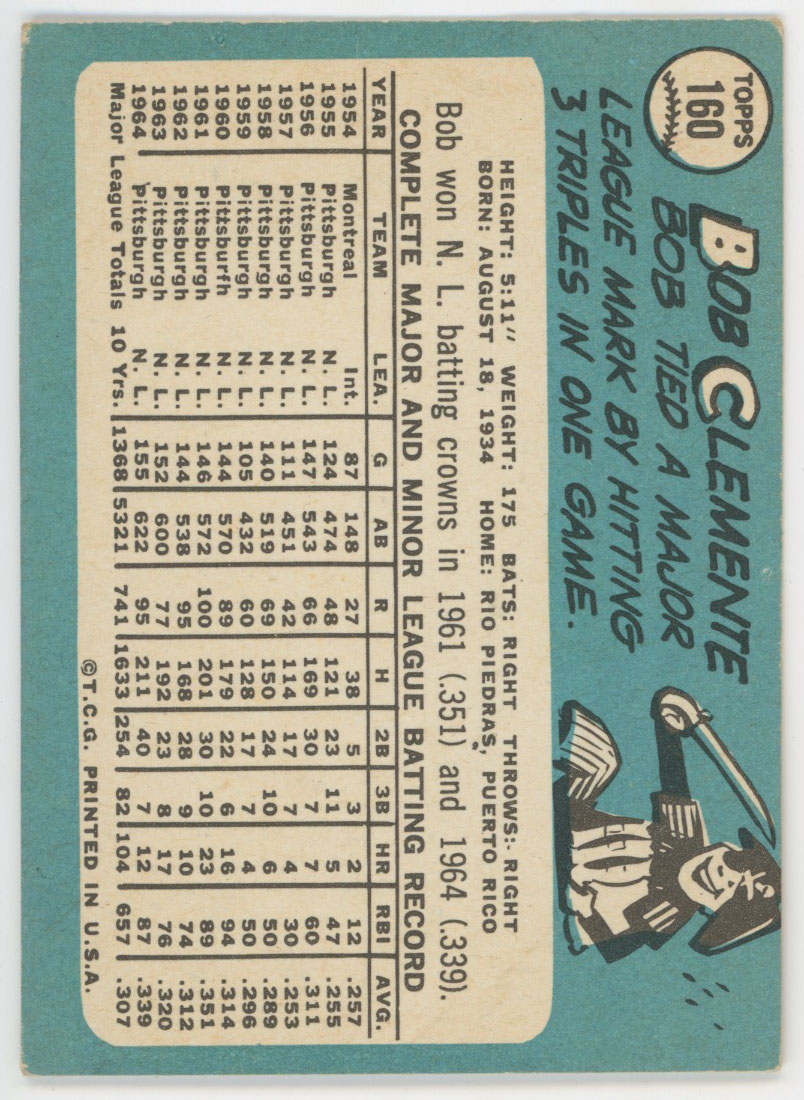 TOPPS
160
BOB CLEMENTE
BOB TIED A MAJOR
LEAGUE MARK BY HITTING
3 TRIPLES IN ONE GAME.
HEIGHT: 5:11" WEIGHT: 175 BATS: RIGHT THROWS: RIGHT
BORN: AUGUST 18, 1934 HOME: RIO PIEDRAS, PUERTO RICO
Bob won N. L. batting crowns in 1961 (.351) and 1964 (.339).
COMPLETE MAJOR AND MINOR LEAGUE BATTING RECORD
YEAR TEAM LEA. G AB R H 2B 3B HR RBI AVG.
1954 Montreal Int. 87 148 27 38 5 3 2 12 .257
1955 Pittsburgh N. L. 124 474 48 121 23 11 5 47 .255
1956 Pittsburgh N. L. 147 543 66 169 30 7 7 60 .311
1957 Pittsburgh N. L. 111 451 42 114 17 7 4 30 .253
1958 Pittsburgh N. L. 140 519 69 150 24 10 6 50 .289
1959 Pittsburgh N. L. 105 432 60 128 17 7 4 50 .296
1960 Pittsburfh N. L. 144 570 89 179 22 6 16 94 .314
1961 Pittsburgh N. L. 146 572 100 201 30 10 23 89 .351
1962 Pittsburgh N. L. 144 538 95 168 28 9 10 74 .312
1963 Pittsburgh N. L. 152 600 77 192 23 8 17 76 .320
1964 Pittsburgh N. L. 155 622 95 211 40 7 12 87 .339
Major League Totals 10 Yrs. 1368 5321 741 1633 254 82 104 657 .307
©T.C.G. PRINTED IN U.S.A.